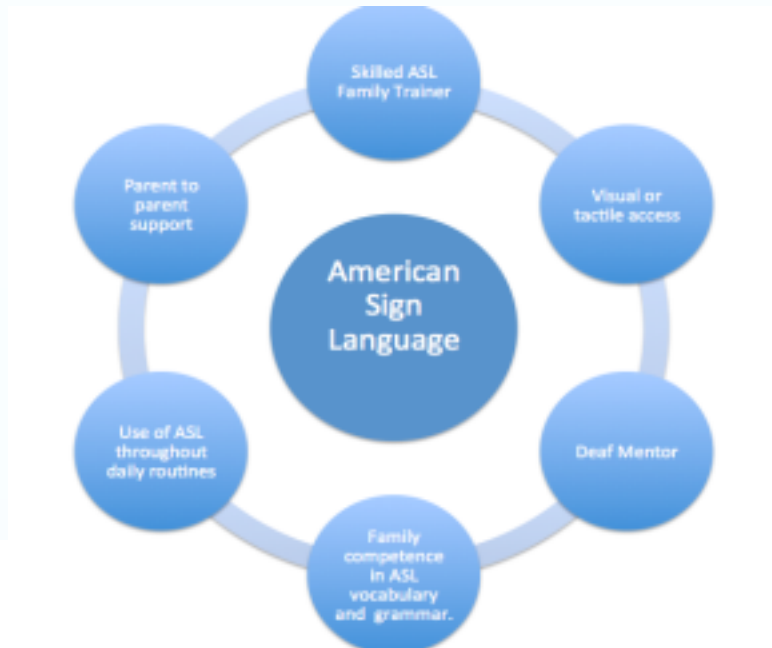 Skilled ASL
Family Trainer
Visual or
tactile access
Deaf Mentor
Family
competence
in ASL
vocabulary
and grammar.
Use of ASL
throughout
daily routines
Parent to
parent
support
American
Sign
Language